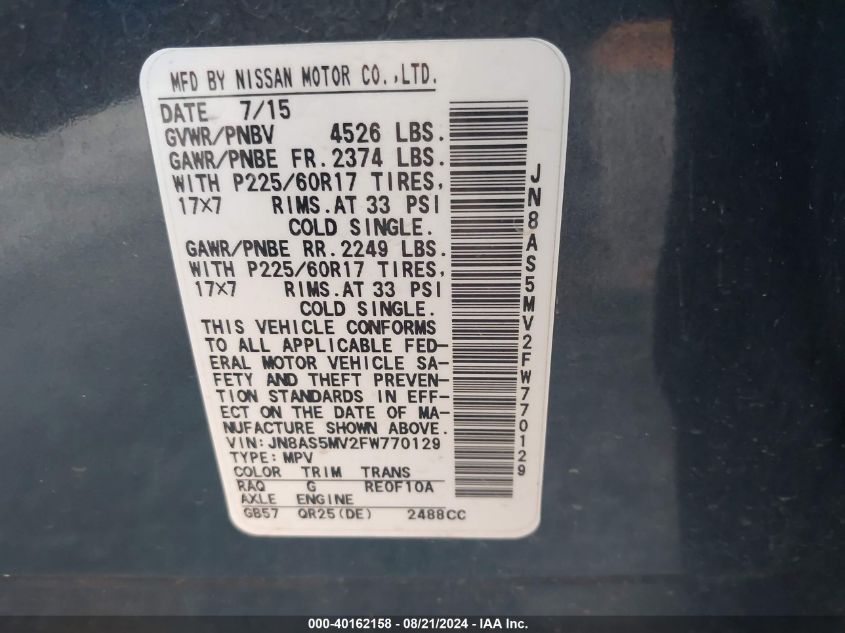 MFD BY NISSAN MOTOR CO.,LTD.
DATE 7/15
GVWR/PNBV 4526 LBS.
GAWR/PNBE FR. 2374 LBS.
WITH P225/60R17 TIRES,
17X7 RIMS.AT 33 PSI
COLD SINGLE.
GAWR/PNBE RR. 2249 LBS.
WITH P225/60R17 TIRES,
17X7 RIMS.AT 33 PSI
COLD SINGLE.
THIS VEHICLE CONFORMS
TO ALL APPLICABLE FED-
ERAL MOTOR VEHICLE SA-
FETY AND THEFT PREVEN-
TION STANDARDS IN EFF-
ECT ON THE DATE OF MA-
NUFACTURE SHOWN ABOVE.
VIN: JN8AS5MV2FW770129
TYPE: MPV
COLOR TRIM TRANS
RAQ G RE0F10A
AXLE ENGINE
GB57 QR25(DE) 2488CC
JN8AS5MV2FW770129
000-40162158 - 08/21/2024 - IAA Inc.